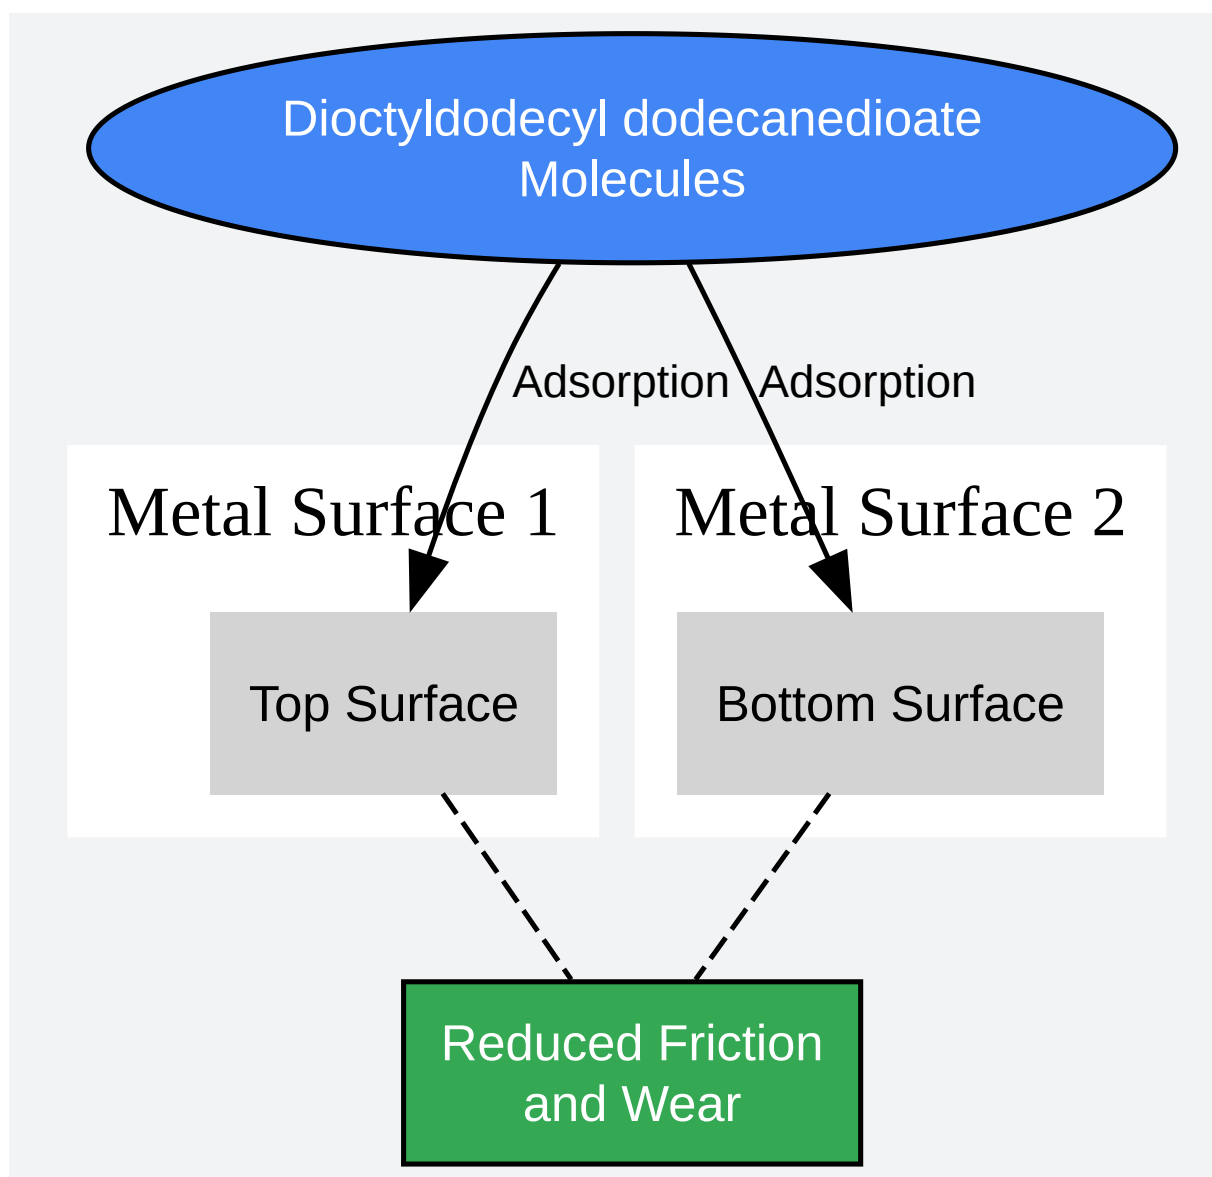 Dioctyldodecyl dodecanedioate
Molecules
Adsorption
Adsorption
Metal Surface 1
Metal Surface 2
Top Surface
Bottom Surface
Reduced Friction
and Wear